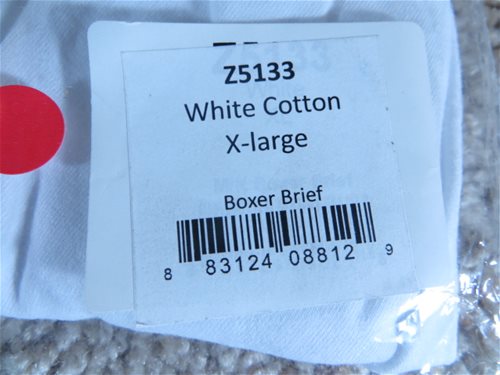 Z5133
White Cotton
X-large
Boxer Brief
8 83124 08812 9